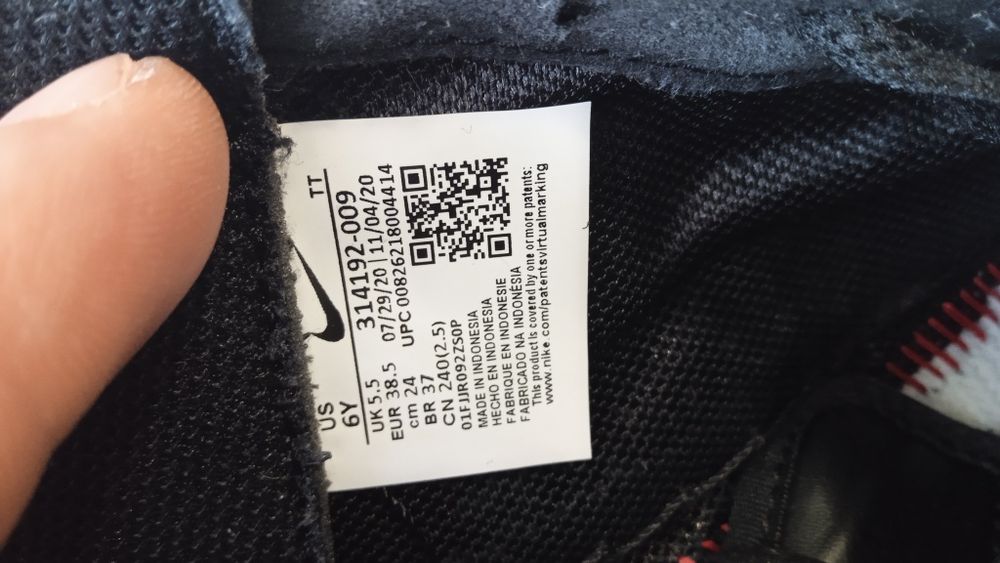 TT
US
6Y
314192-009
UK 5.5
07/29/20 | 11/04/20
EUR 38.5
UPC 00826218004414
cm 24
BR 37
CN 240(2.5)
01FJJR092ZS0P
MADE IN INDONESIA
HECHO EN INDONESIA
FABRIQUE EN INDONESIE
FABRICADO NA INDONÉSIA
This product is covered by one or more patents:
www.nike.com/patentsvirtualmarking